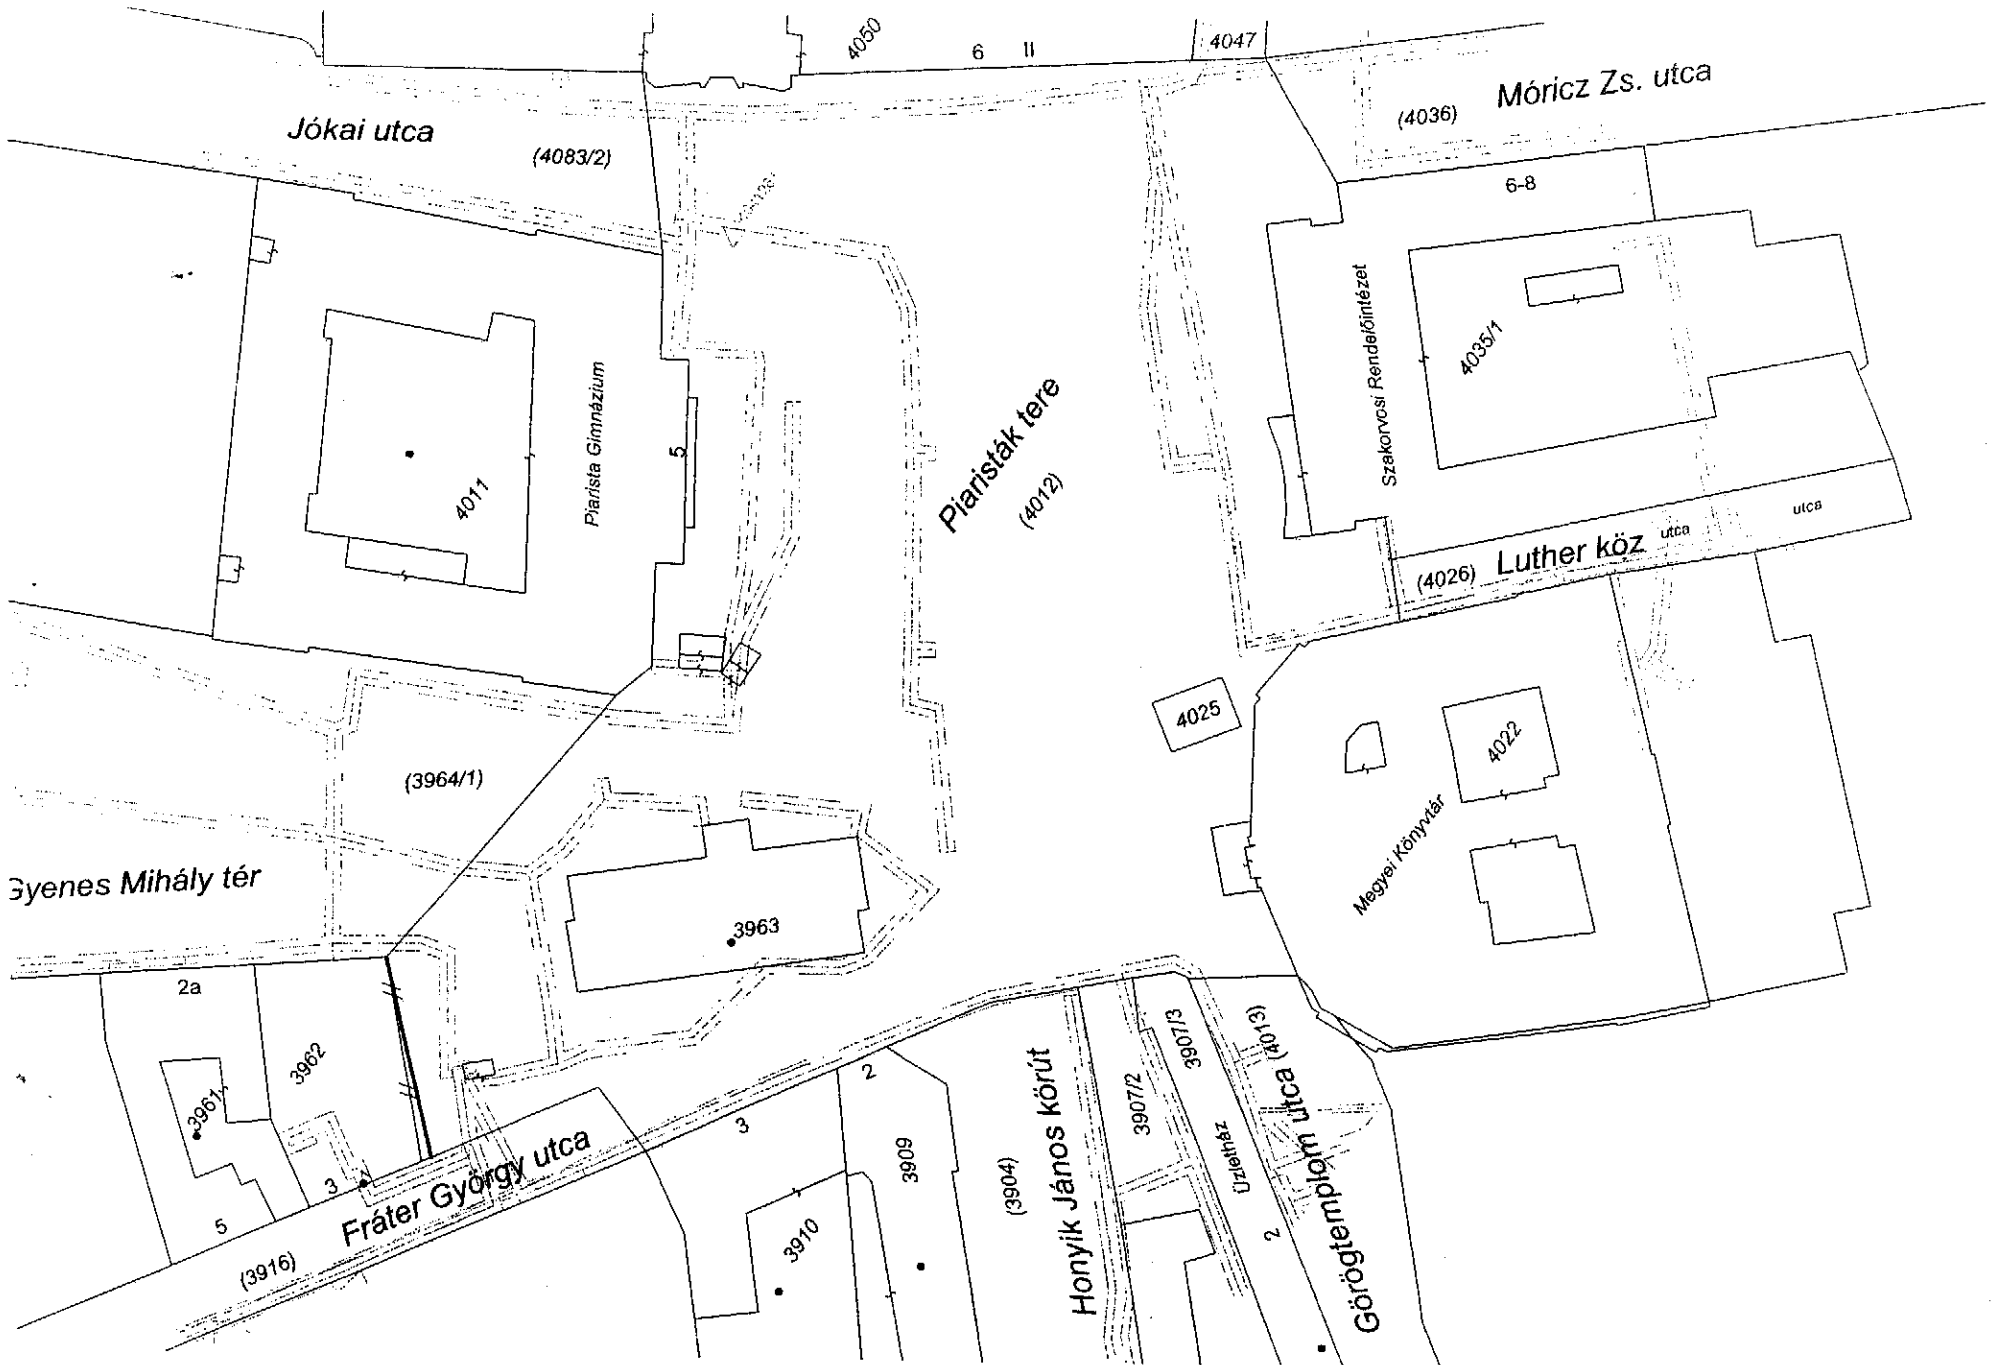 4050
6
II
4047
Móricz Zs. utca
(4036)
Jókai utca
(4083/2)
6-8
Szakorvosi Rendelőintézet
4035/1
Piarista Gimnázium
5
4011
Piaristák tere
(4012)
utca
utca
Luther köz
(4026)
4025
4022
Megyei Könyvtár
(3964/1)
Gyenes Mihály tér
3963
2a
3962
3961
3
5
Fráter György utca
(3916)
3
2
3909
3910
(3904)
Honyik János körút
3907/2
3907/3
Üzletház
2
Görögtemplom utca (4013)